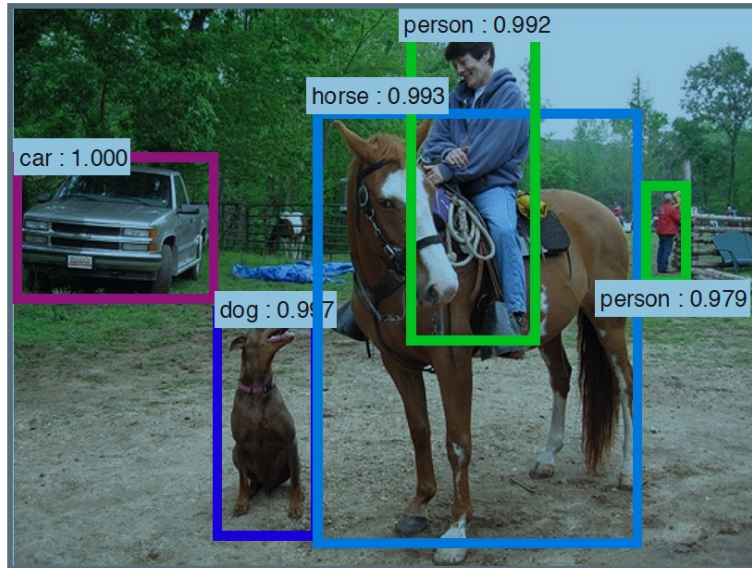 person : 0.992
horse : 0.993
car : 1.000
person : 0.979
dog : 0.997